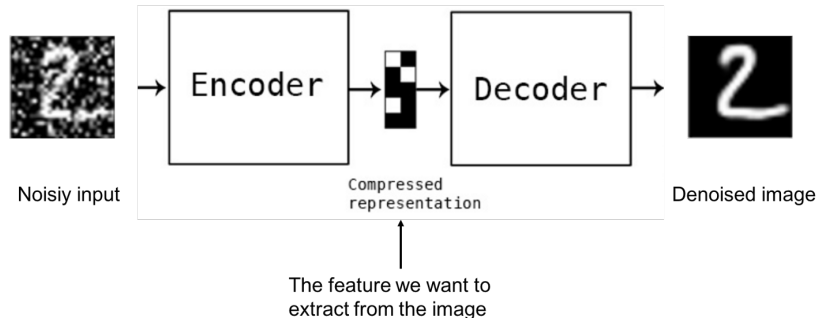 Encoder
Decoder
Noisiy input
Compressed
representation
Denoised image
The feature we want to
extract from the image